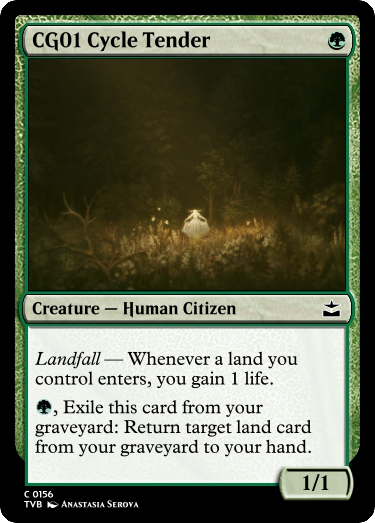 CG01 Cycle Tender
Creature — Human Citizen
Landfall — Whenever a land you
control enters, you gain 1 life.
, Exile this card from your
graveyard: Return target land card
from your graveyard to your hand.
1/1
C 0156
TVB Anastasia Serova